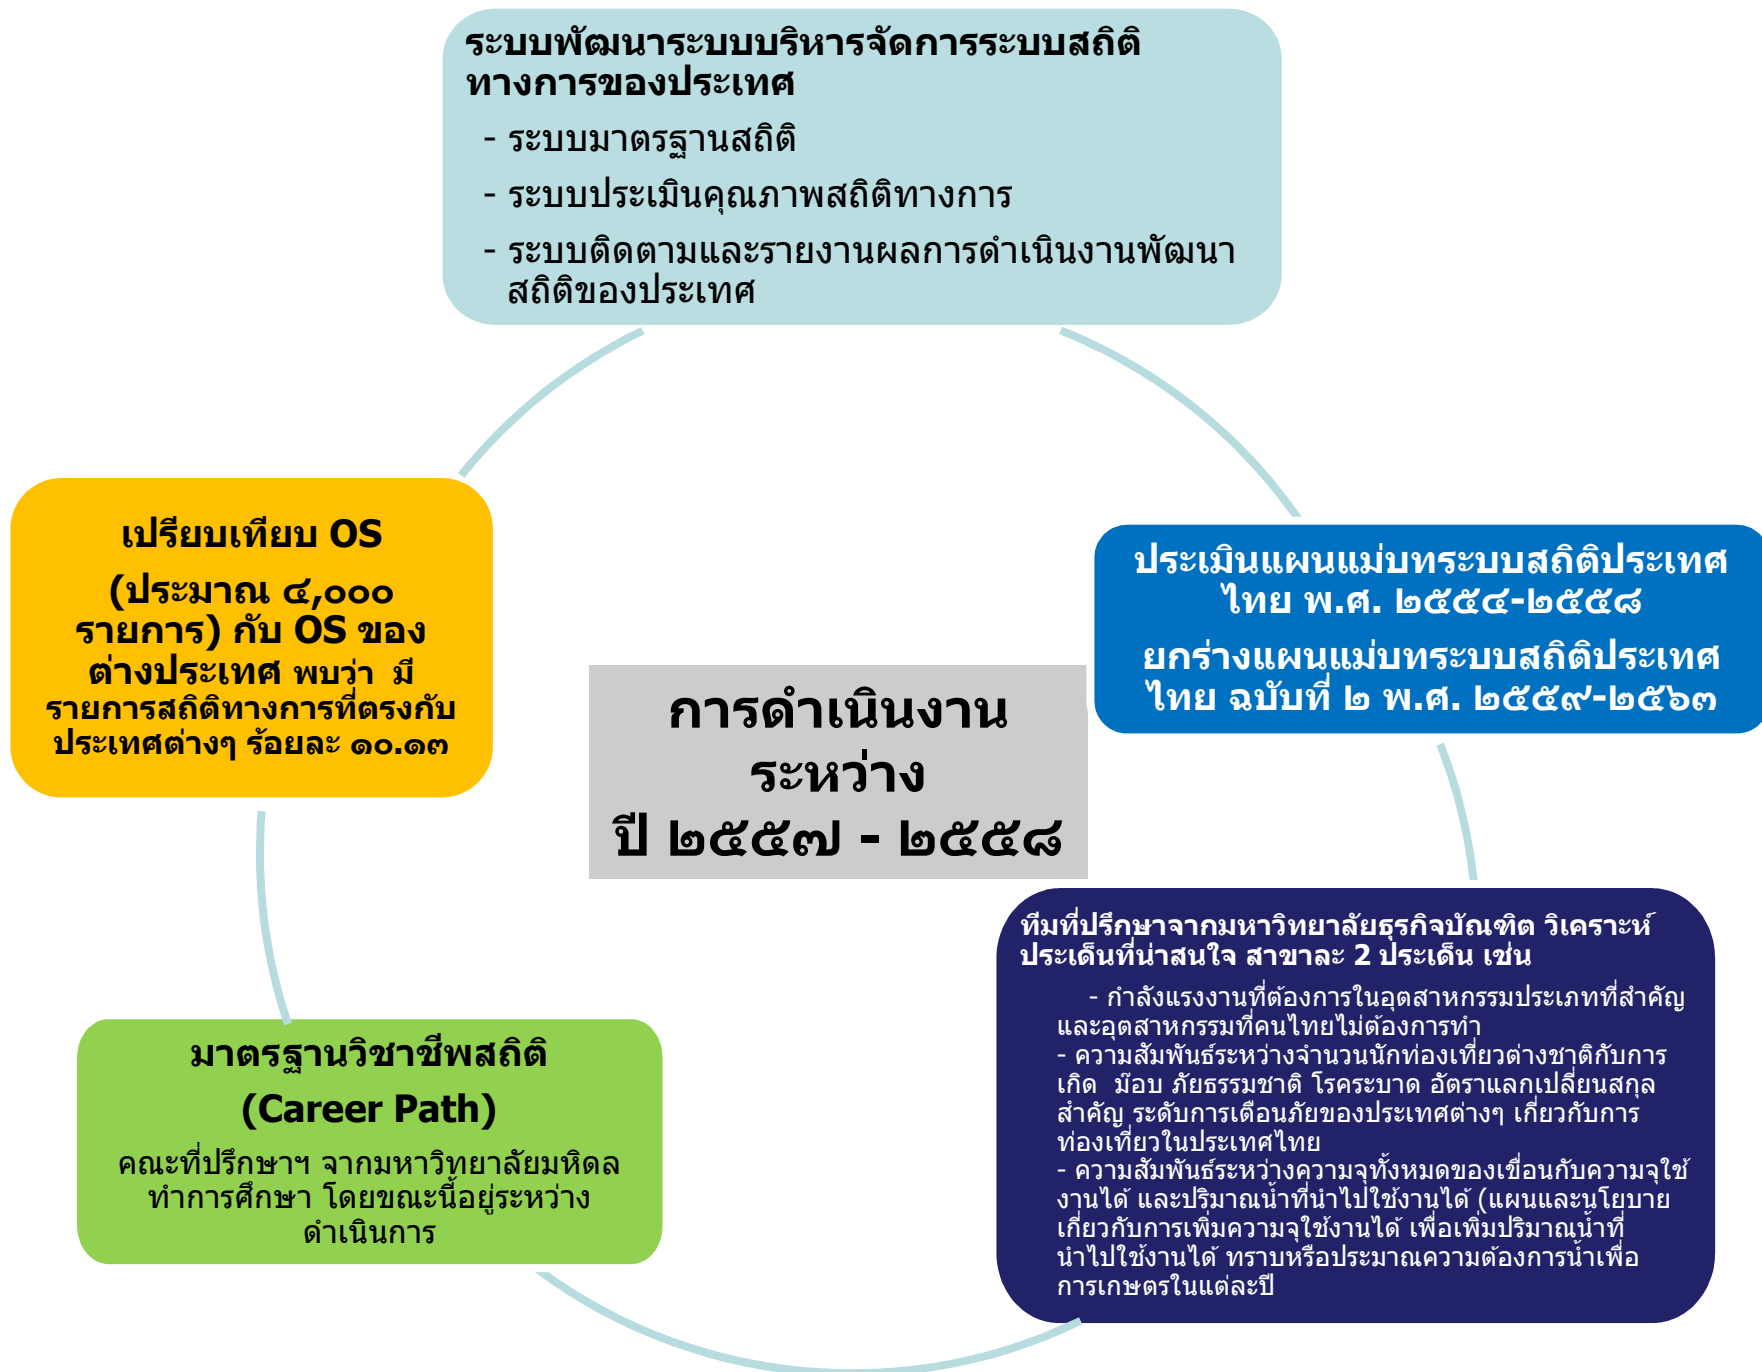 ระบบพัฒนาระบบบริหารจัดการระบบสถิติ
ทางการของประเทศ
- ระบบมาตรฐานสถิติ
- ระบบประเมินคุณภาพสถิติทางการ
- ระบบติดตามและรายงานผลการดำเนินงานพัฒนา
สถิติของประเทศ
ประเมินแผนแม่บทระบบสถิติประเทศ
ไทย พ.ศ. ๒๕๕๔-๒๕๕๘
ยกร่างแผนแม่บทระบบสถิติประเทศ
ไทย ฉบับที่ ๒ พ.ศ. ๒๕๕๙-๒๕๖๓
ทีมที่ปรึกษาจากมหาวิทยาลัยธุรกิจบัณฑิต วิเคราะห์
ประเด็นที่น่าสนใจ สาขาละ 2 ประเด็น เช่น
- กำลังแรงงานที่ต้องการในอุตสาหกรรมประเภทที่สำคัญ
และอุตสาหกรรมที่คนไทยไม่ต้องการทำ
- ความสัมพันธ์ระหว่างจำนวนนักท่องเที่ยวต่างชาติกับการ
เกิด ม๊อบ ภัยธรรมชาติ โรคระบาด อัตราแลกเปลี่ยนสกุล
สำคัญ ระดับการเตือนภัยของประเทศต่างๆ เกี่ยวกับการ
ท่องเที่ยวในประเทศไทย
- ความสัมพันธ์ระหว่างความจุทั้งหมดของเขื่อนกับความจุใช้
งานได้ และปริมาณน้ำที่นำไปใช้งานได้ (แผนและนโยบาย
เกี่ยวกับการเพิ่มความจุใช้งานได้ เพื่อเพิ่มปริมาณน้ำที่
นำไปใช้งานได้ ทราบหรือประมาณความต้องการน้ำเพื่อ
การเกษตรในแต่ละปี
มาตรฐานวิชาชีพสถิติ
(Career Path)
คณะที่ปรึกษาฯ จากมหาวิทยาลัยมหิดล
ทำการศึกษา โดยขณะนี้อยู่ระหว่าง
ดำเนินการ
เปรียบเทียบ OS
(ประมาณ ๔,๐๐๐
รายการ) กับ OS ของ
ต่างประเทศ พบว่า มี
รายการสถิติทางการที่ตรงกับ
ประเทศต่างๆ ร้อยละ ๑๐.๑๓
การดำเนินงาน
ระหว่าง
ปี ๒๕๕๗ - ๒๕๕๘